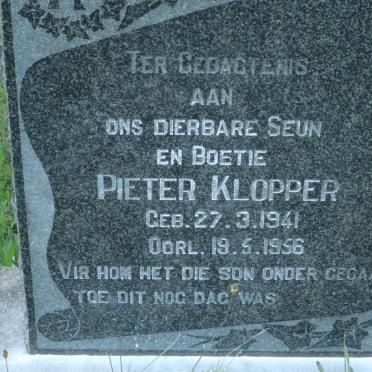 TER GEDAGTENIS
AAN
ONS DIERBARE SEUN
EN BOETIE
PIETER KLOPPER
GEB. 27.3.1941
OORL. 19.5.1956
VIR HOM HET DIE SON ONDER GEGA
TOE DIT NOG DAG WAS